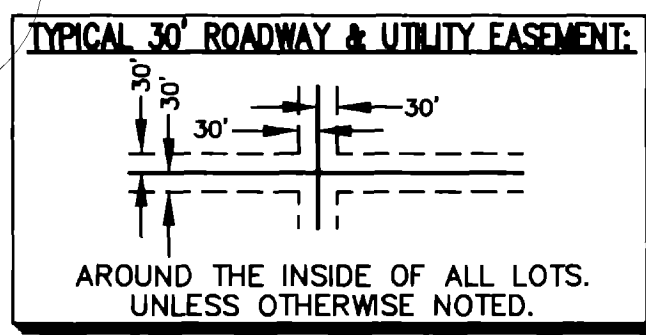 TYPICAL 30' ROADWAY & UTILITY EASEMENT:
30'
30'
30'
30'
AROUND THE INSIDE OF ALL LOTS.
UNLESS OTHERWISE NOTED.